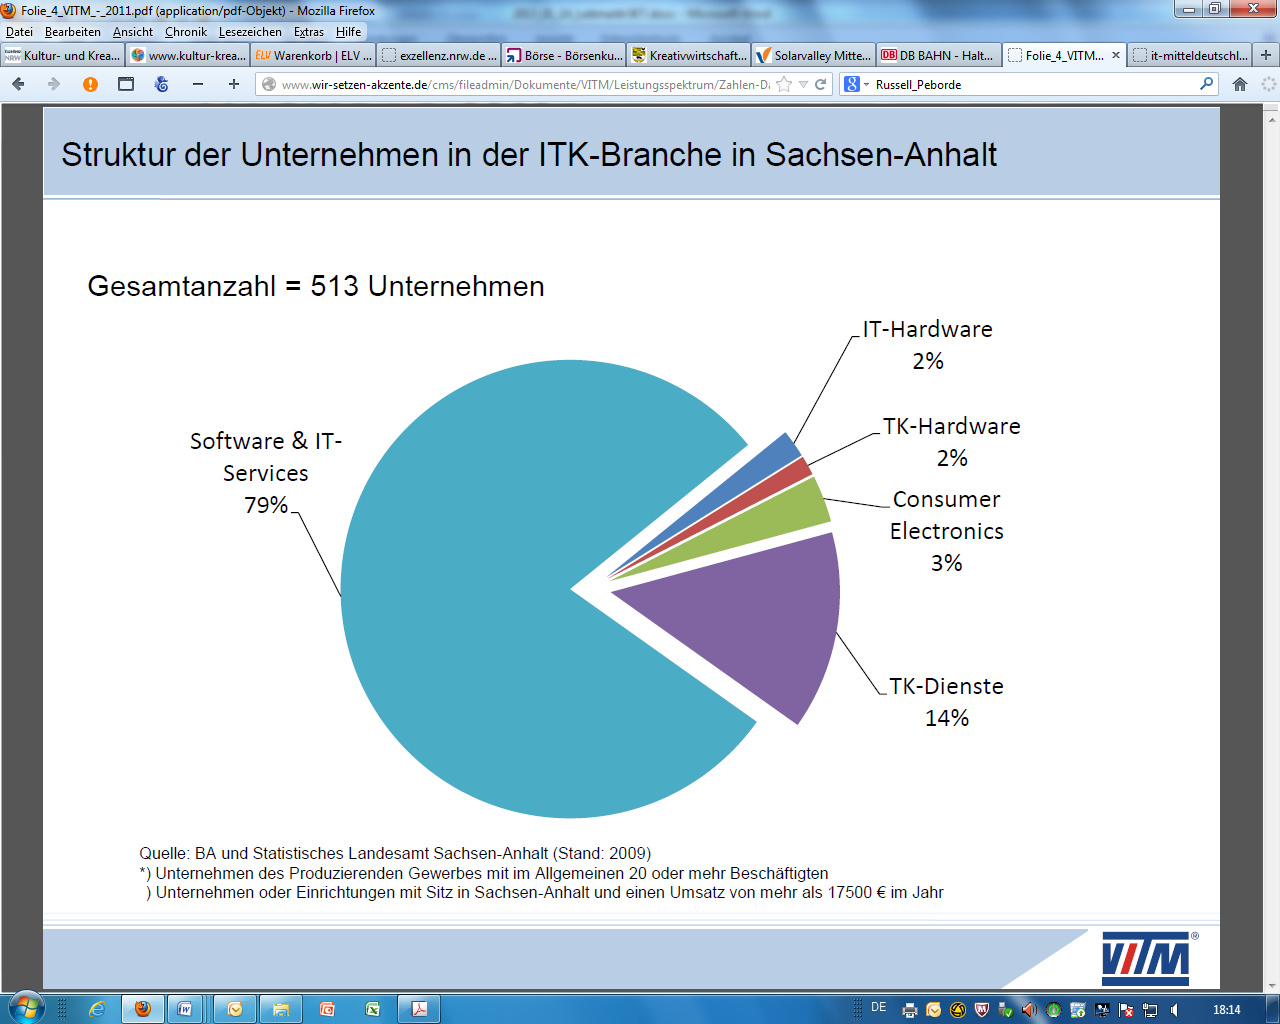 Folie_4_VITM_-_2011.pdf (application/pdf-Objekt) - Mozilla Firefox
Datei Bearbeiten Ansicht Chronik Lesezeichen Extras Hilfe
Kultur- und Krea... www.kultur-krea... ELV Warenkorb | ELV ... exzellenz.nrw.de ... Börse - Börsenku... Kreativwirtschaft... Solarvalley Mitte... DB DB BAHN - Halt... Folie_4_VITM... it-mitteldeutschl...
www.wir-setzen-akzente.de/cms/fileadmin/Dokumente/VITM/Leistungsspektrum/Zahlen-D Russell_Peborde
Struktur der Unternehmen in der ITK-Branche in Sachsen-Anhalt
Gesamtanzahl = 513 Unternehmen
IT-Hardware
2%
TK-Hardware
2%
Software & IT-
Services
79%
Consumer
Electronics
3%
TK-Dienste
14%
Quelle: BA und Statistisches Landesamt Sachsen-Anhalt (Stand: 2009)
*) Unternehmen des Produzierenden Gewerbes mit im Allgemeinen 20 oder mehr Beschäftigten
) Unternehmen oder Einrichtungen mit Sitz in Sachsen-Anhalt und einen Umsatz von mehr als 17500 € im Jahr
VITM ®
DE 18:14